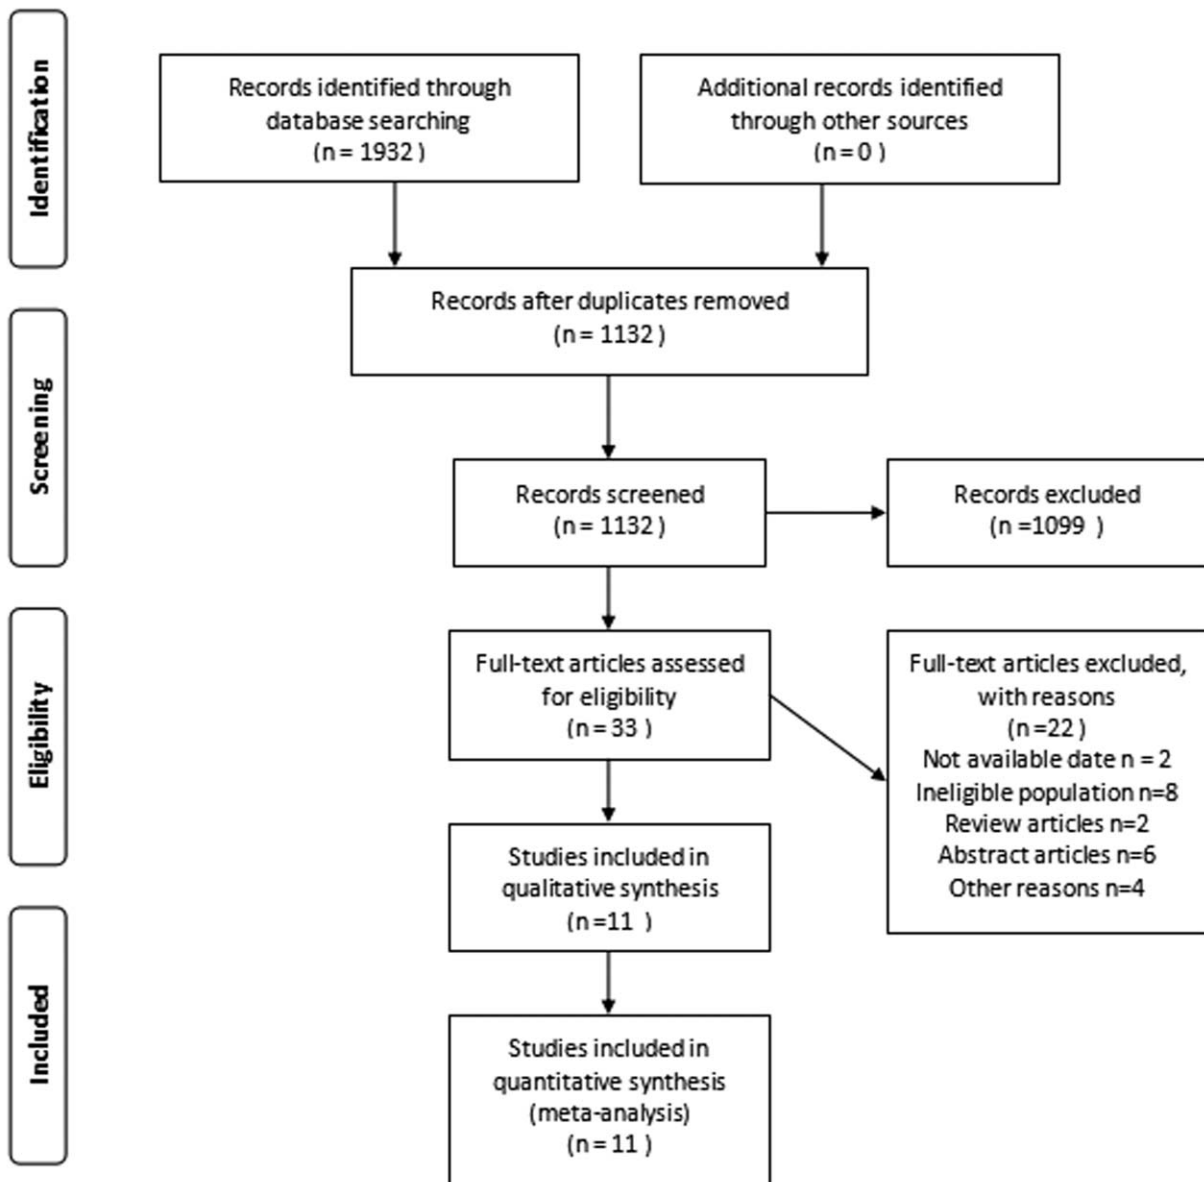 Identification
Records identified through
database searching
(n = 1932 )
Additional records identified
through other sources
(n = 0 )
Records after duplicates removed
(n = 1132 )
Screening
Records screened
(n = 1132 )
Records excluded
(n =1099 )
Eligibility
Full-text articles assessed
for eligibility
(n = 33 )
Full-text articles excluded,
with reasons
(n =22 )
Not available date n = 2
Ineligible population n=8
Review articles n=2
Abstract articles n=6
Other reasons n=4
Studies included in
qualitative synthesis
(n =11 )
Included
Studies included in
quantitative synthesis
(meta-analysis)
(n = 11 )